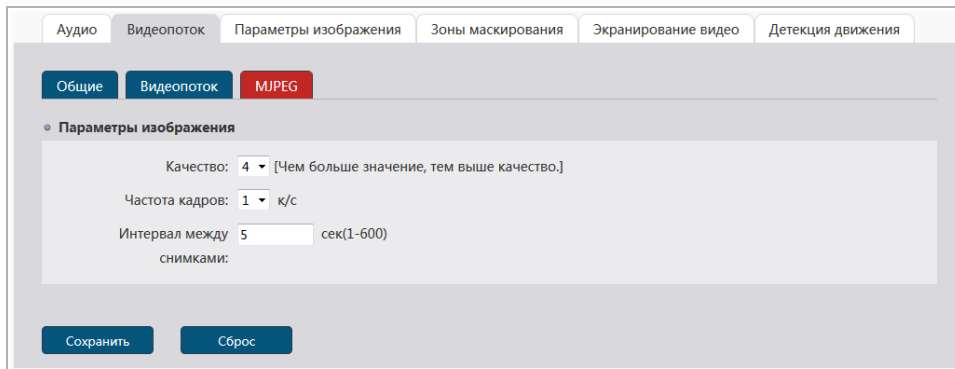 Аудио Видеопоток Параметры изображения Зоны маскирования Экранирование видео Детекция движения
Общие Видеопоток MJPEG
Параметры изображения
Качество: 4 [Чем больше значение, тем выше качество.]
Частота кадров: 1 к/с
Интервал между 5 сек(1-600)
снимками:
Сохранить Сброс